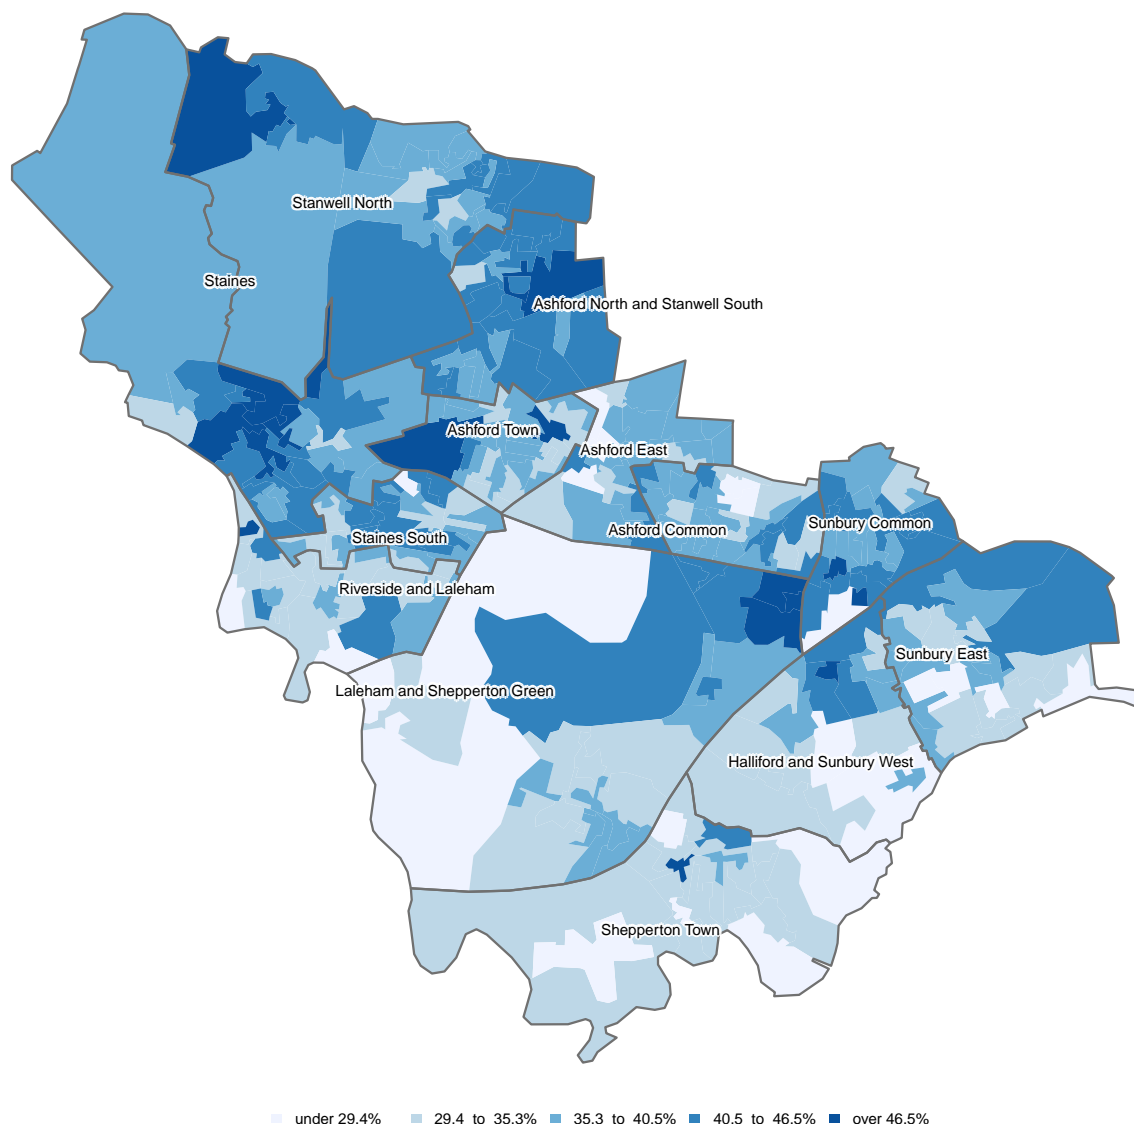 Stanwell North
Staines
Ashford North and Stanwell South
Ashford Town
Ashford East
Sunbury Common
Ashford Common
Staines South
Riverside and Laleham
Sunbury East
Laleham and Shepperton Green
Halliford and Sunbury West
Shepperton Town
under 29.4% 29.4 to 35.3% 35.3 to 40.5% 40.5 to 46.5% over 46.5%